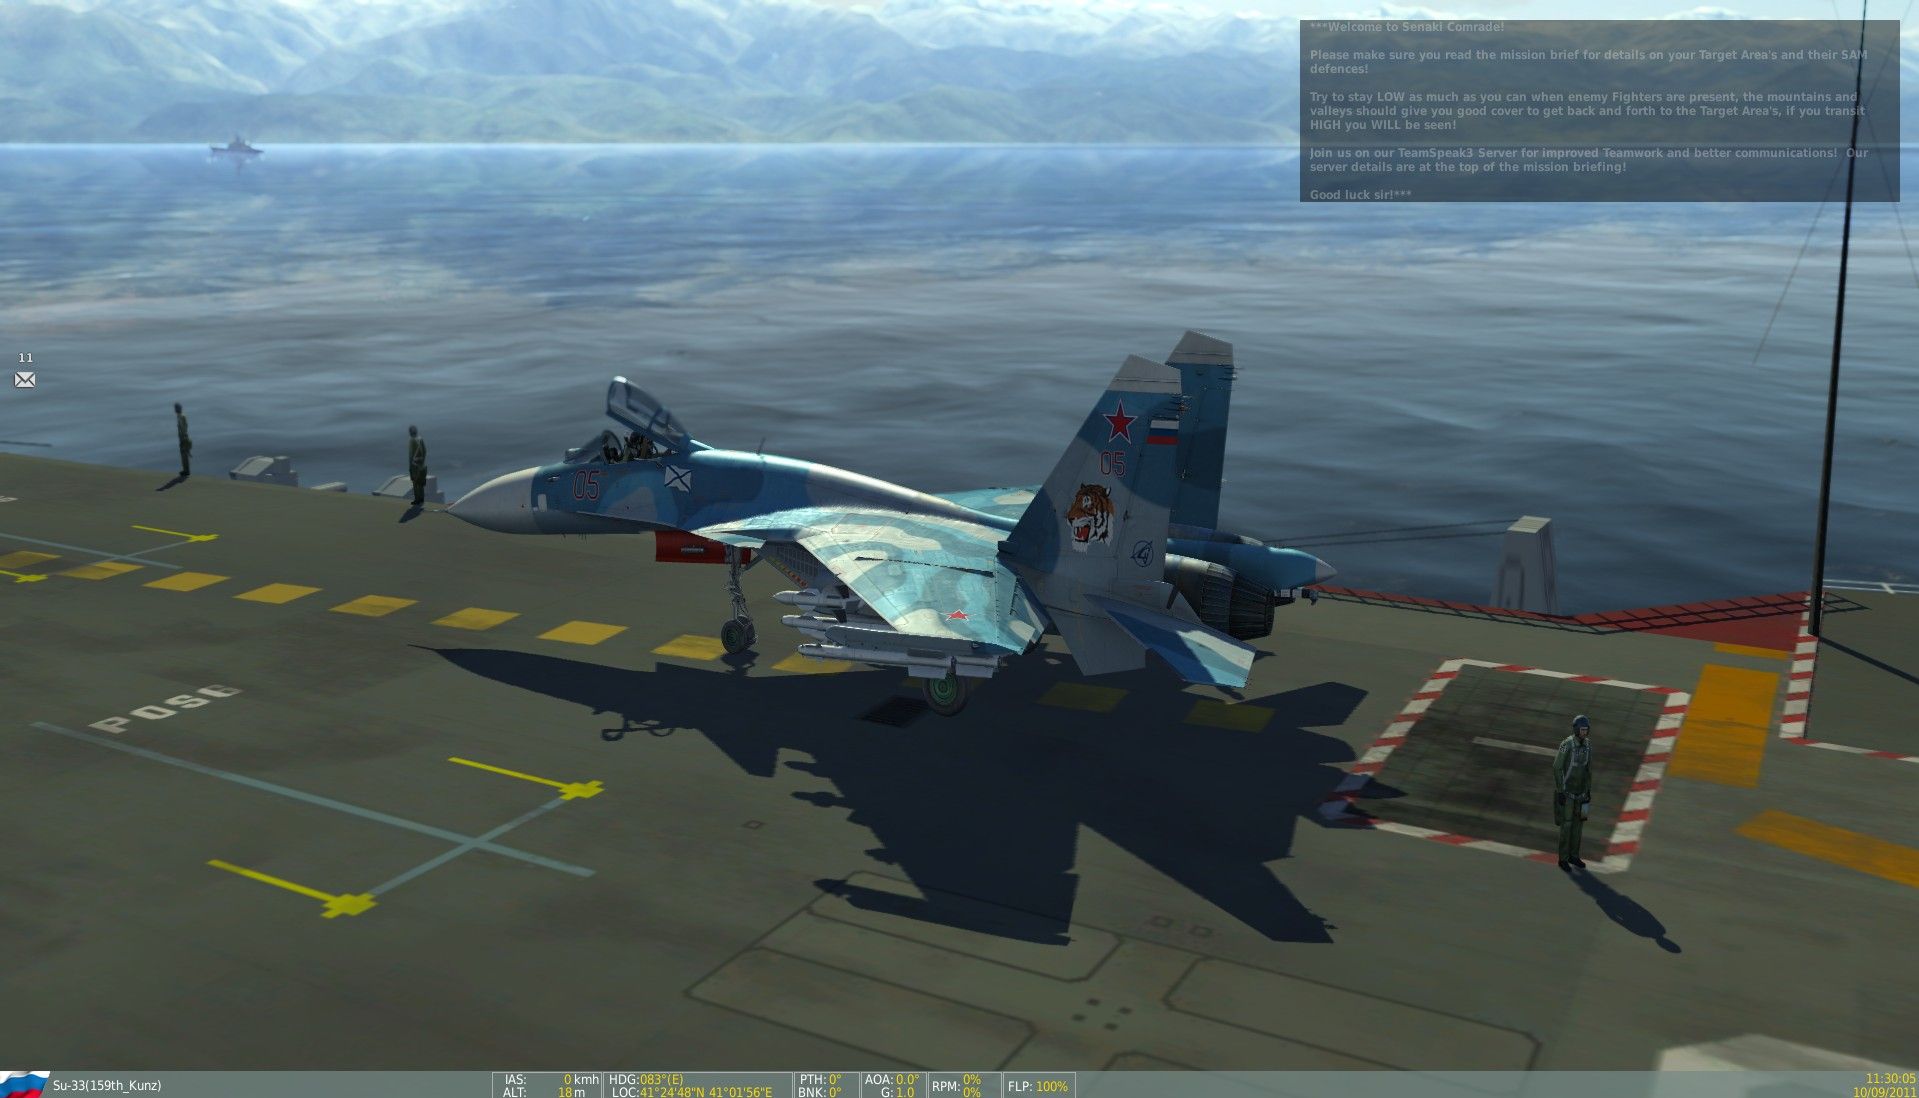 ***Welcome to Senaki Comrade!
Please make sure you read the mission brief for details on your Target Area's and their SAM
defences!
Try to stay LOW as much as you can when enemy Fighters are present, the mountains and
valleys should give you good cover to get back and forth to the Target Area's, if you transit
HIGH you WILL be seen!
Join us on our TeamSpeak3 Server for improved Teamwork and better communications!  Our
server details are at the top of the mission briefing!
Good luck sir!***
11
05
05
POS6
Su-33(159th_Kunz)
IAS: 0 kmh HDG:083°(E) PTH: 0° AOA: 0.0° RPM: 0% FLP: 100% 11:30:05
ALT: 18 m LOC:41°24'48"N 41°01'56"E BNK: 0° G: 1.0 0% 10/09/2011